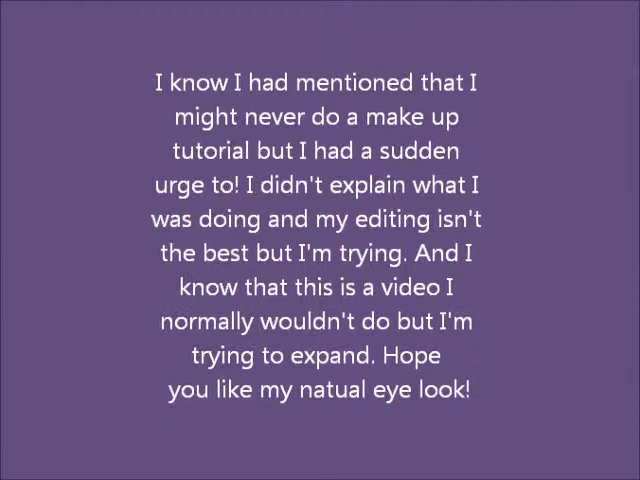 I know I had mentioned that I
might never do a make up
tutorial but I had a sudden
urge to! I didn't explain what I
was doing and my editing isn't
the best but I'm trying. And I
know that this is a video I
normally wouldn't do but I'm
trying to expand. Hope
you like my natual eye look!